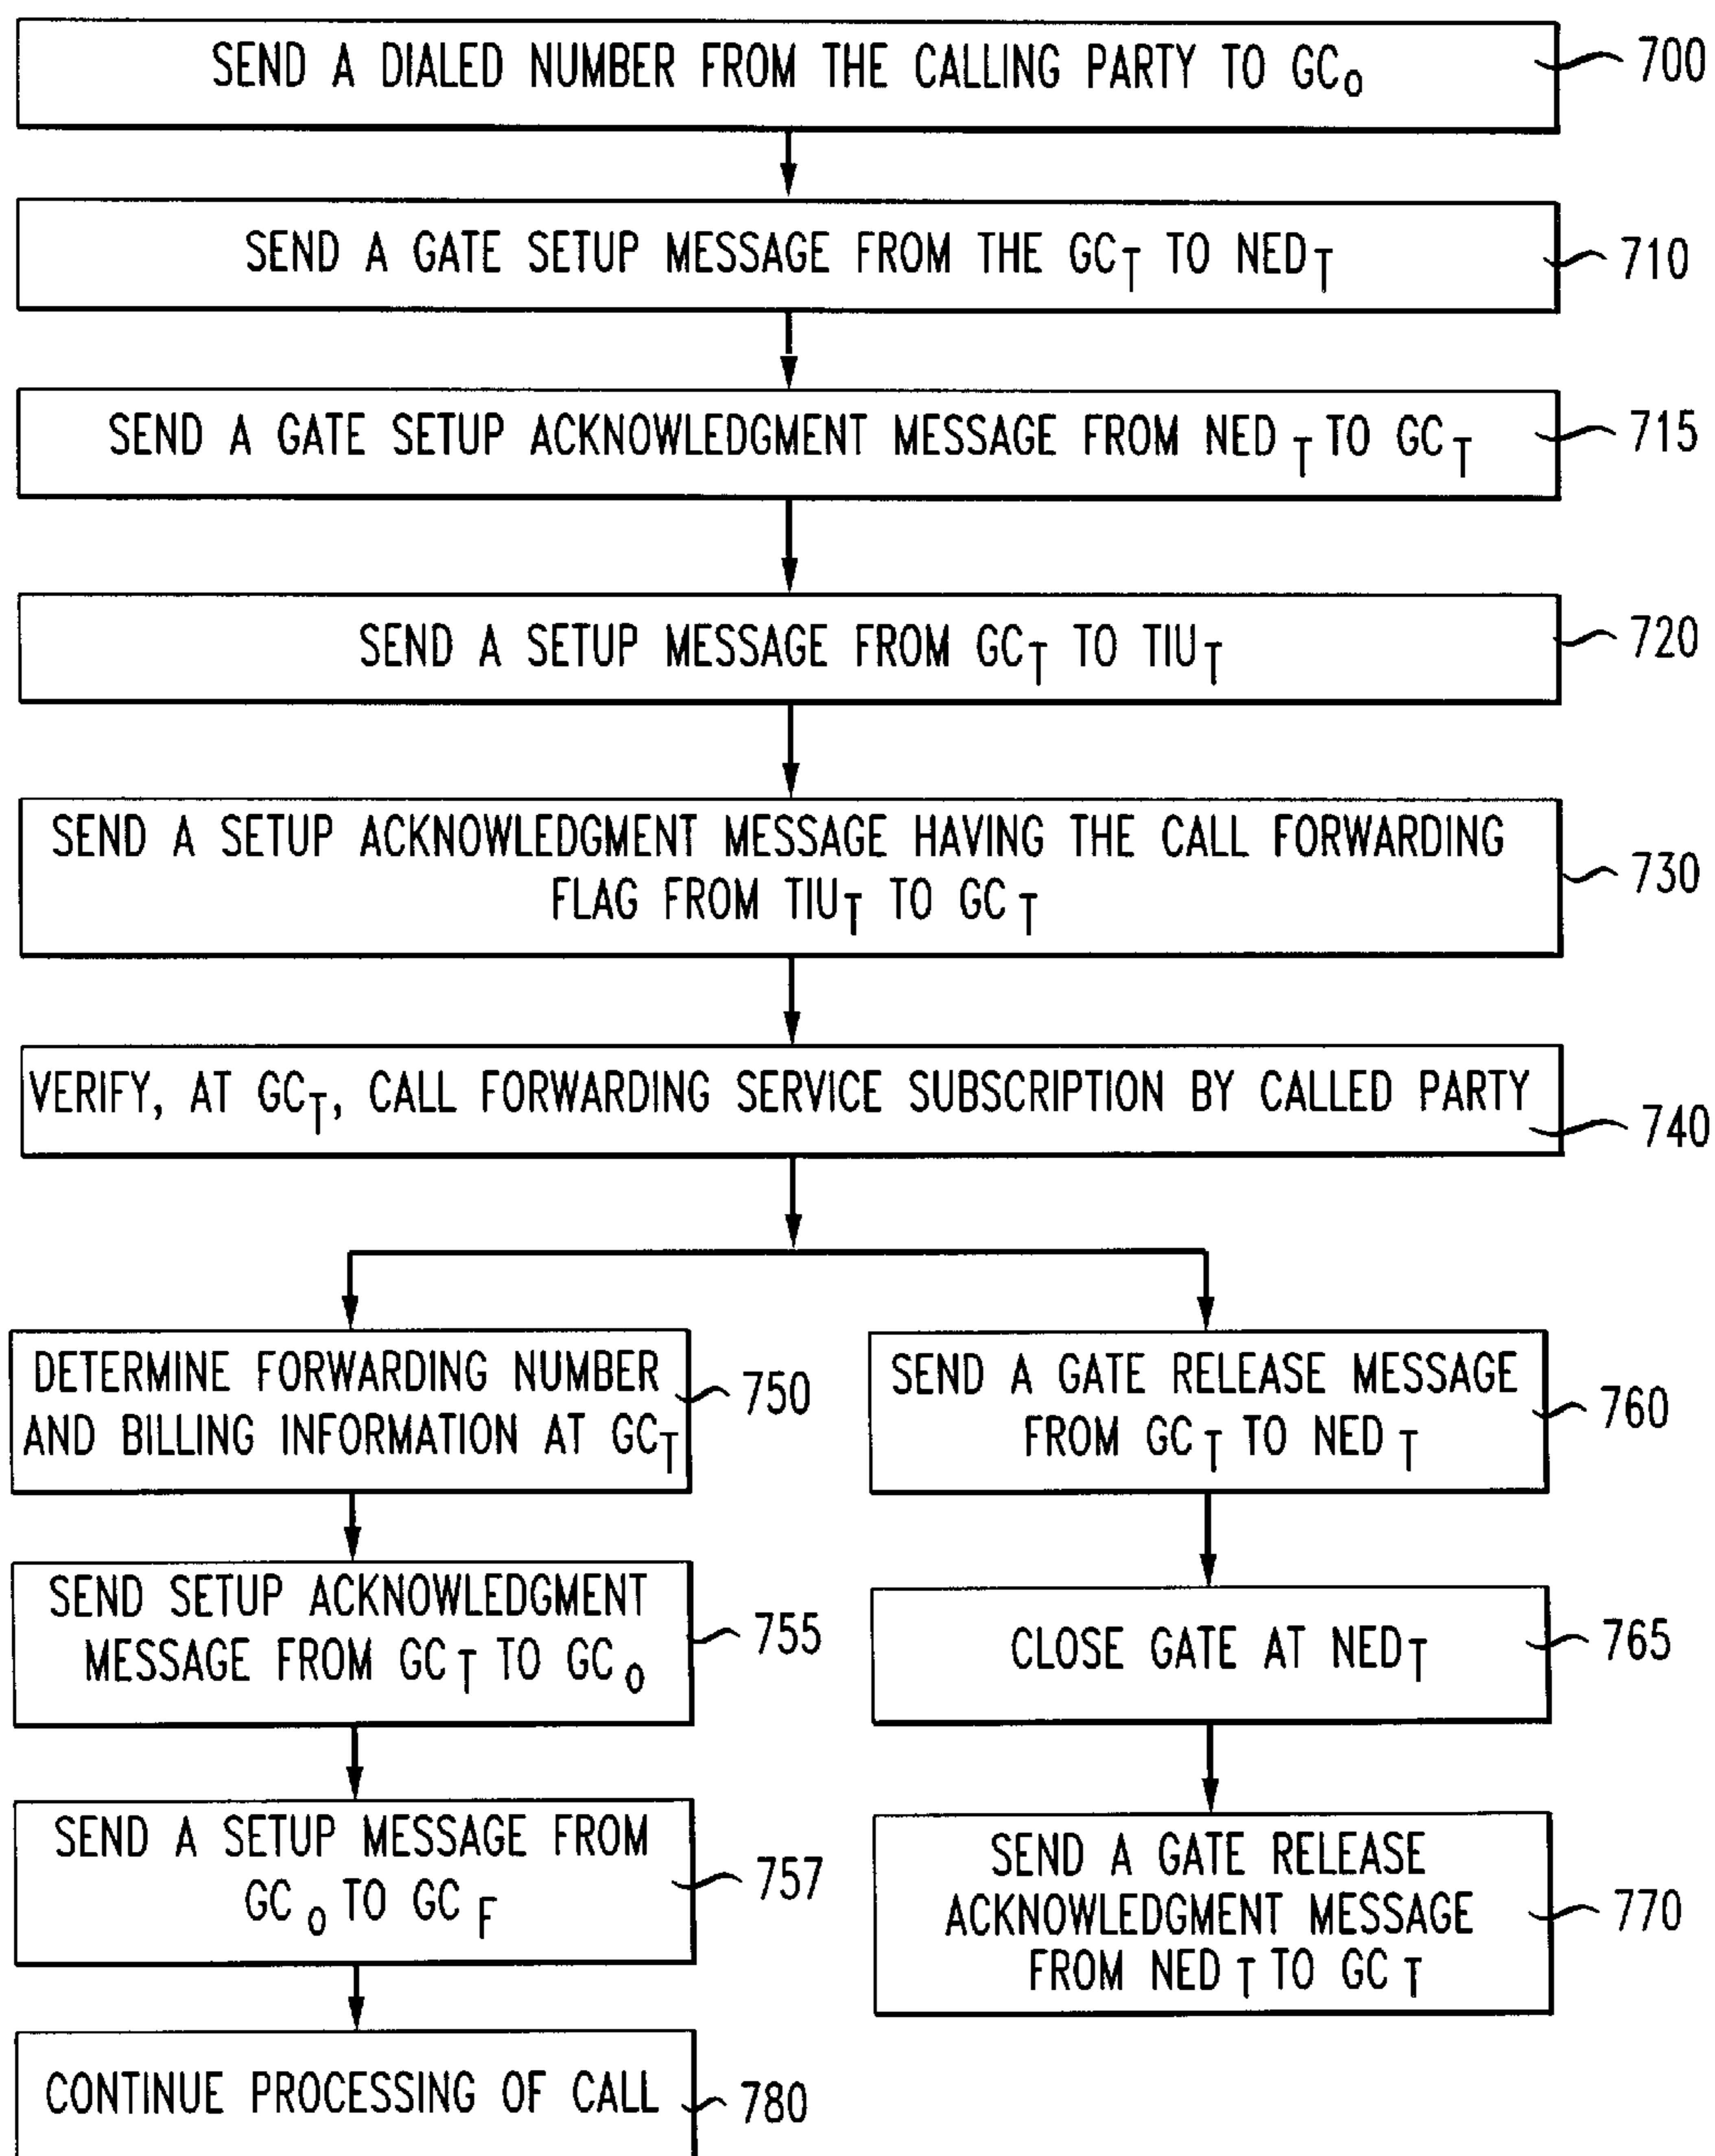 SEND A DIALED NUMBER FROM THE CALLING PARTY TO GCO
700
SEND A GATE SETUP MESSAGE FROM THE GCT TO NEDT
710
SEND A GATE SETUP ACKNOWLEDGMENT MESSAGE FROM NED T TO GC T
715
SEND A SETUP MESSAGE FROM GCT TO TIUT
720
SEND A SETUP ACKNOWLEDGMENT MESSAGE HAVING THE CALL FORWARDING
FLAG FROM TIUT TO GC T
730
VERIFY, AT GCT, CALL FORWARDING SERVICE SUBSCRIPTION BY CALLED PARTY
740
DETERMINE FORWARDING NUMBER
AND BILLING INFORMATION AT GCT
750
SEND SETUP ACKNOWLEDGMENT
MESSAGE FROM GC T TO GC O
755
SEND A SETUP MESSAGE FROM
GC O TO GC F
757
CONTINUE PROCESSING OF CALL
780
SEND A GATE RELEASE MESSAGE
FROM GC T TO NED T
760
CLOSE GATE AT NEDT
765
SEND A GATE RELEASE
ACKNOWLEDGMENT MESSAGE
FROM NED T TO GC T
770